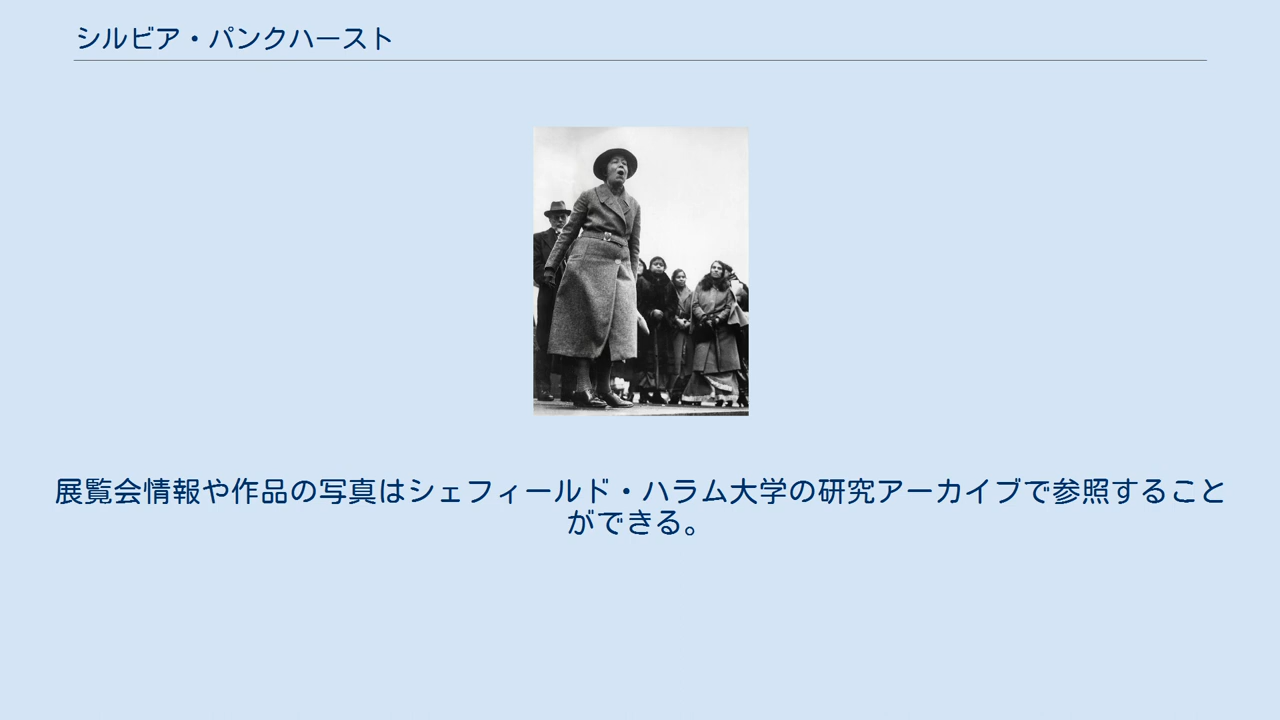 シルビア・パンクハースト
展覧会情報や作品の写真はシェフィールド・ハラム大学の研究アーカイブで参照すること
ができる。